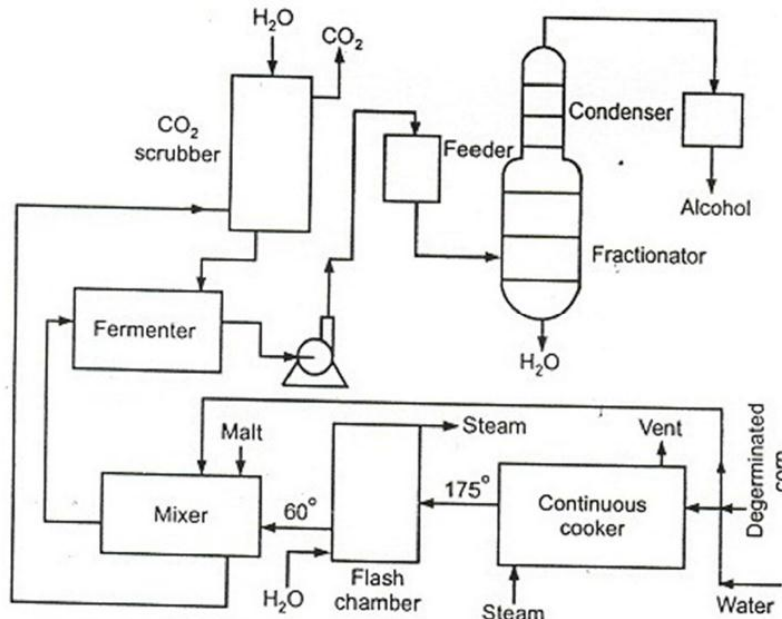 H₂O
CO₂
CO₂
scrubber
Condenser
Feeder
Alcohol
Fractionator
Fermenter
H₂O
Malt
Steam
Vent
Degerminated
corn
Mixer
60°
175°
Continuous
cooker
H₂O
Flash
chamber
Steam
Water